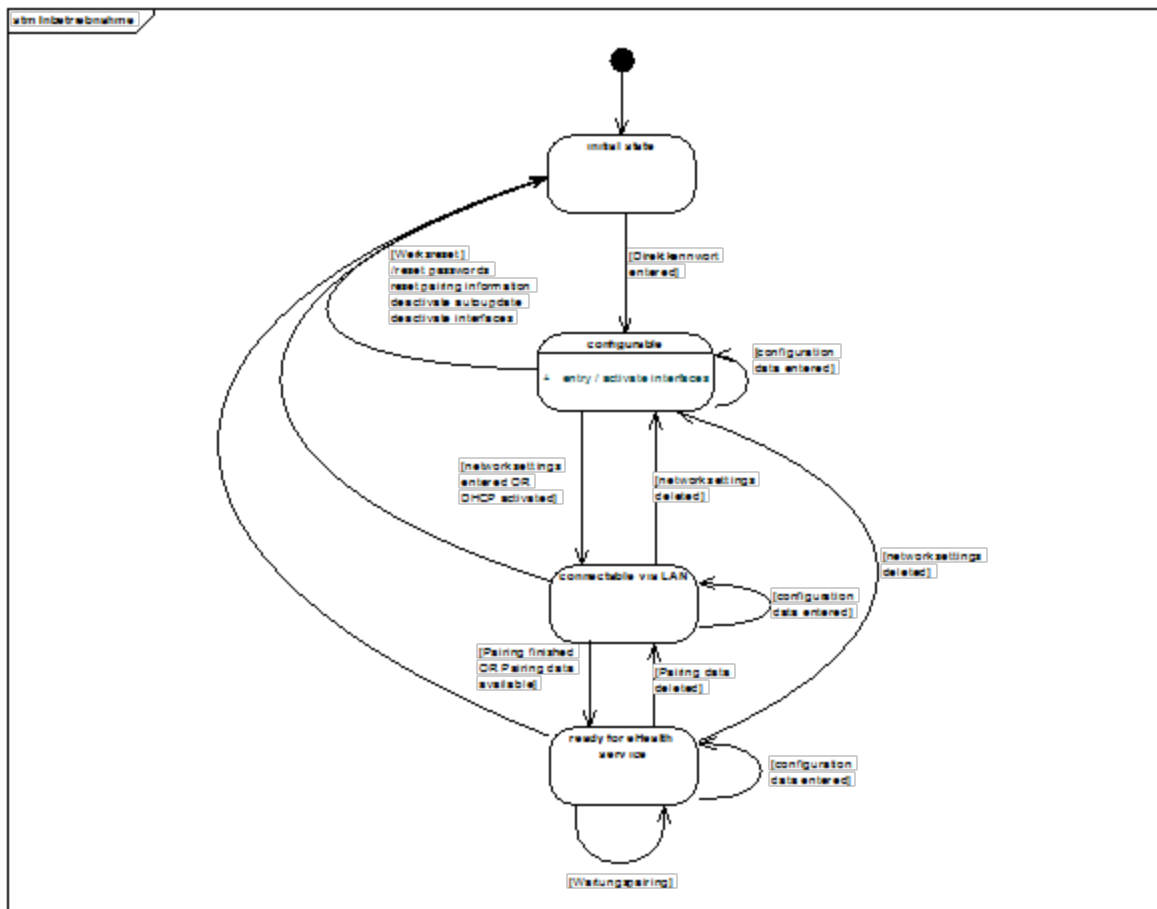 stm Inbetriebnahme
initial state
[Werksreset]
/reset passwords
reset pairing information
deactivate autoupdate
deactivate interfaces
[Direktkennwort
entered]
configurable
+ entry / activate interfaces
[configuration
data entered]
[networksettings
entered OR
DHCP activated]
[networksettings
deleted]
[networksettings
deleted]
connectable via LAN
[configuration
data entered]
[Pairing finished
OR Pairing data
available]
[Pairing data
deleted]
ready for eHealth
service
[configuration
data entered]
[Wartungspairing]